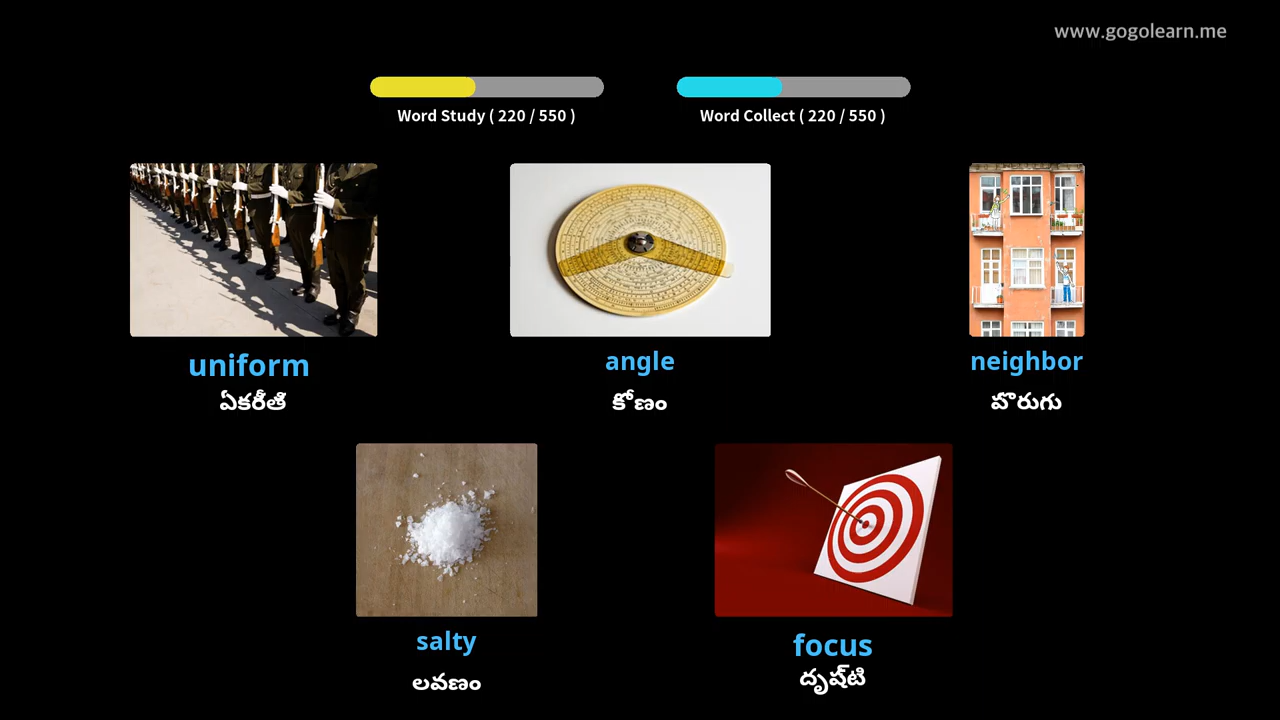 www.gogolearn.me
Word Study ( 220 / 550 )
Word Collect ( 220 / 550 )
uniform
angle
neighbor
ఏకరీతి
కోణం
పొరుగు
salty
focus
లవణం
దృష్టి